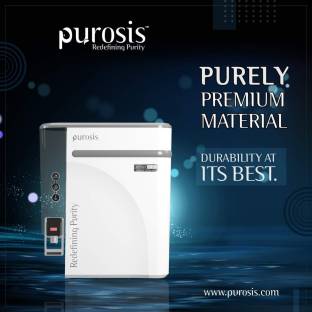 purosis™
Redefining Purity
PURELY
PREMIUM
MATERIAL
DURABILITY AT
ITS BEST.
purosis
Redefining Purity
www.purosis.com